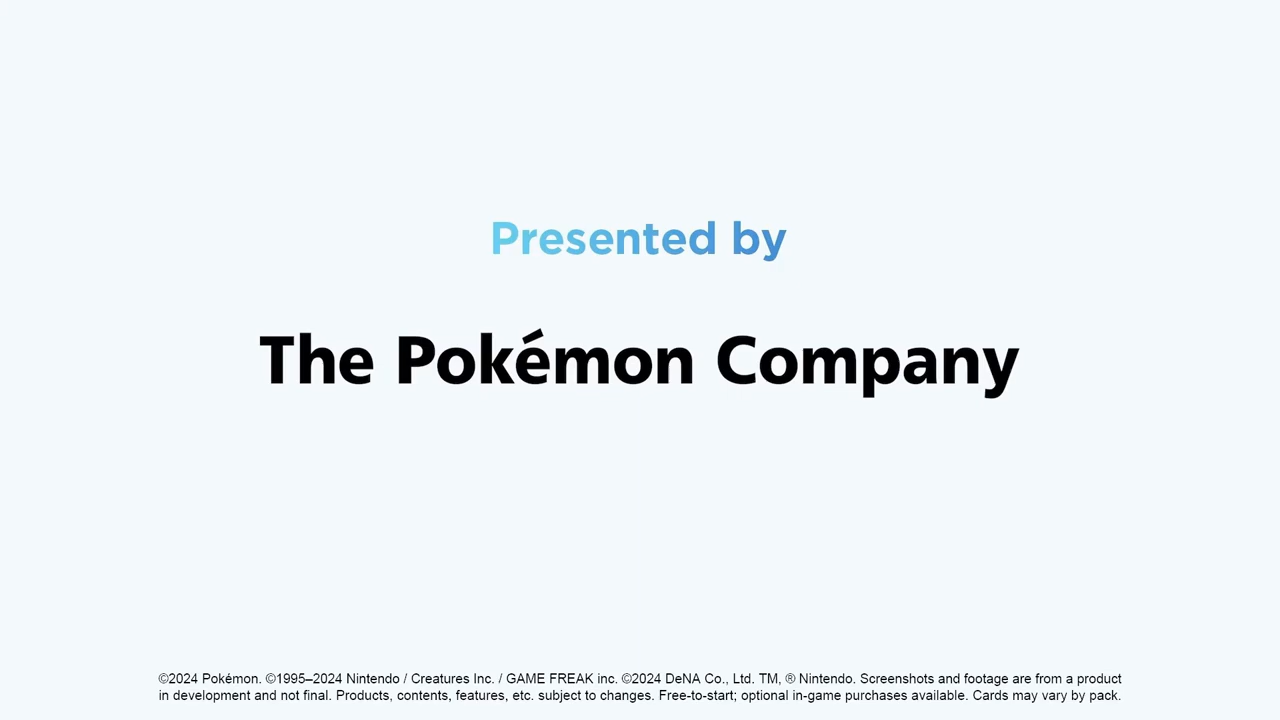 Presented by
The Pokémon Company
©2024 Pokémon. ©1995–2024 Nintendo / Creatures Inc. / GAME FREAK inc. ©2024 DeNA Co., Ltd. TM, ® Nintendo. Screenshots and footage are from a product
in development and not final. Products, contents, features, etc. subject to changes. Free-to-start; optional in-game purchases available. Cards may vary by pack.